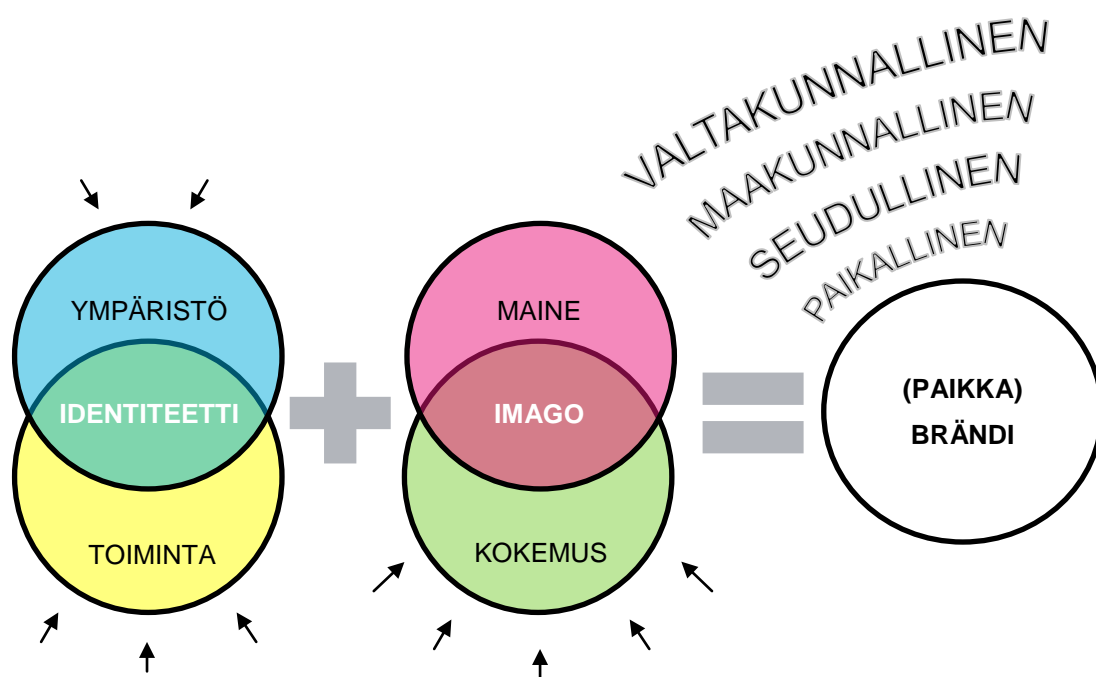 VALTAKUNNALLINEN
MAAKUNNALLINEN
SEUDULLINEN
PAIKALLINEN
YMPÄRISTÖ
IDENTITEETTI
TOIMINTA
MAINE
IMAGO
KOKEMUS
(PAIKKA)
BRÄNDI